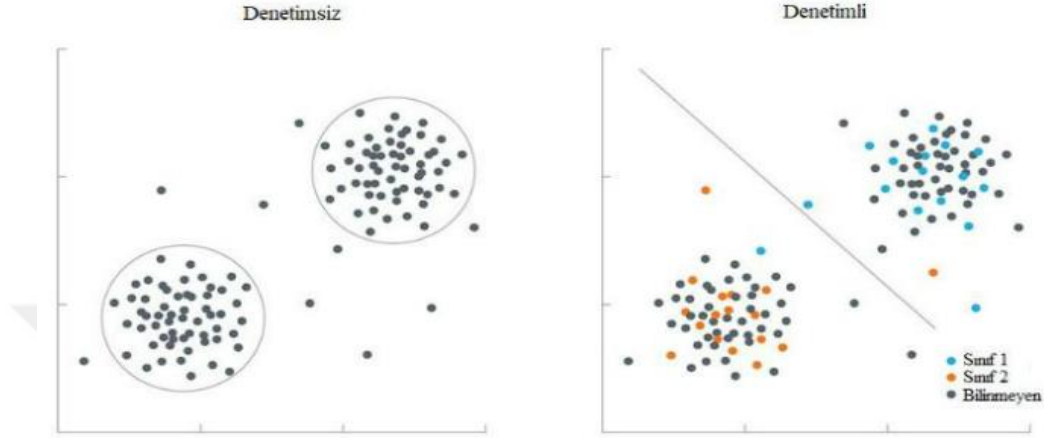 Denetimsiz
Denetimli
Sınıf 1
Sınıf 2
Bilinmeyen